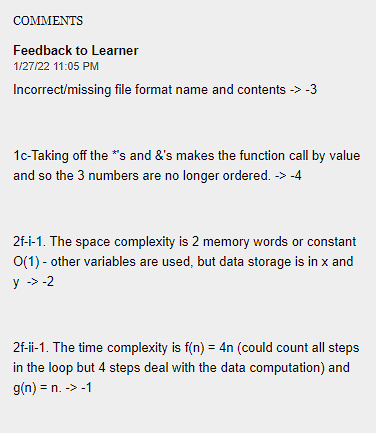 COMMENTS
Feedback to Learner
1/27/22 11:05 PM
Incorrect/missing file format name and contents -> -3
1c-Taking off the *'s and &'s makes the function call by value
and so the 3 numbers are no longer ordered. -> -4
2f-i-1. The space complexity is 2 memory words or constant
O(1) - other variables are used, but data storage is in x and
y -> -2
2f-ii-1. The time complexity is f(n) = 4n (could count all steps
in the loop but 4 steps deal with the data computation) and
g(n) = n. -> -1